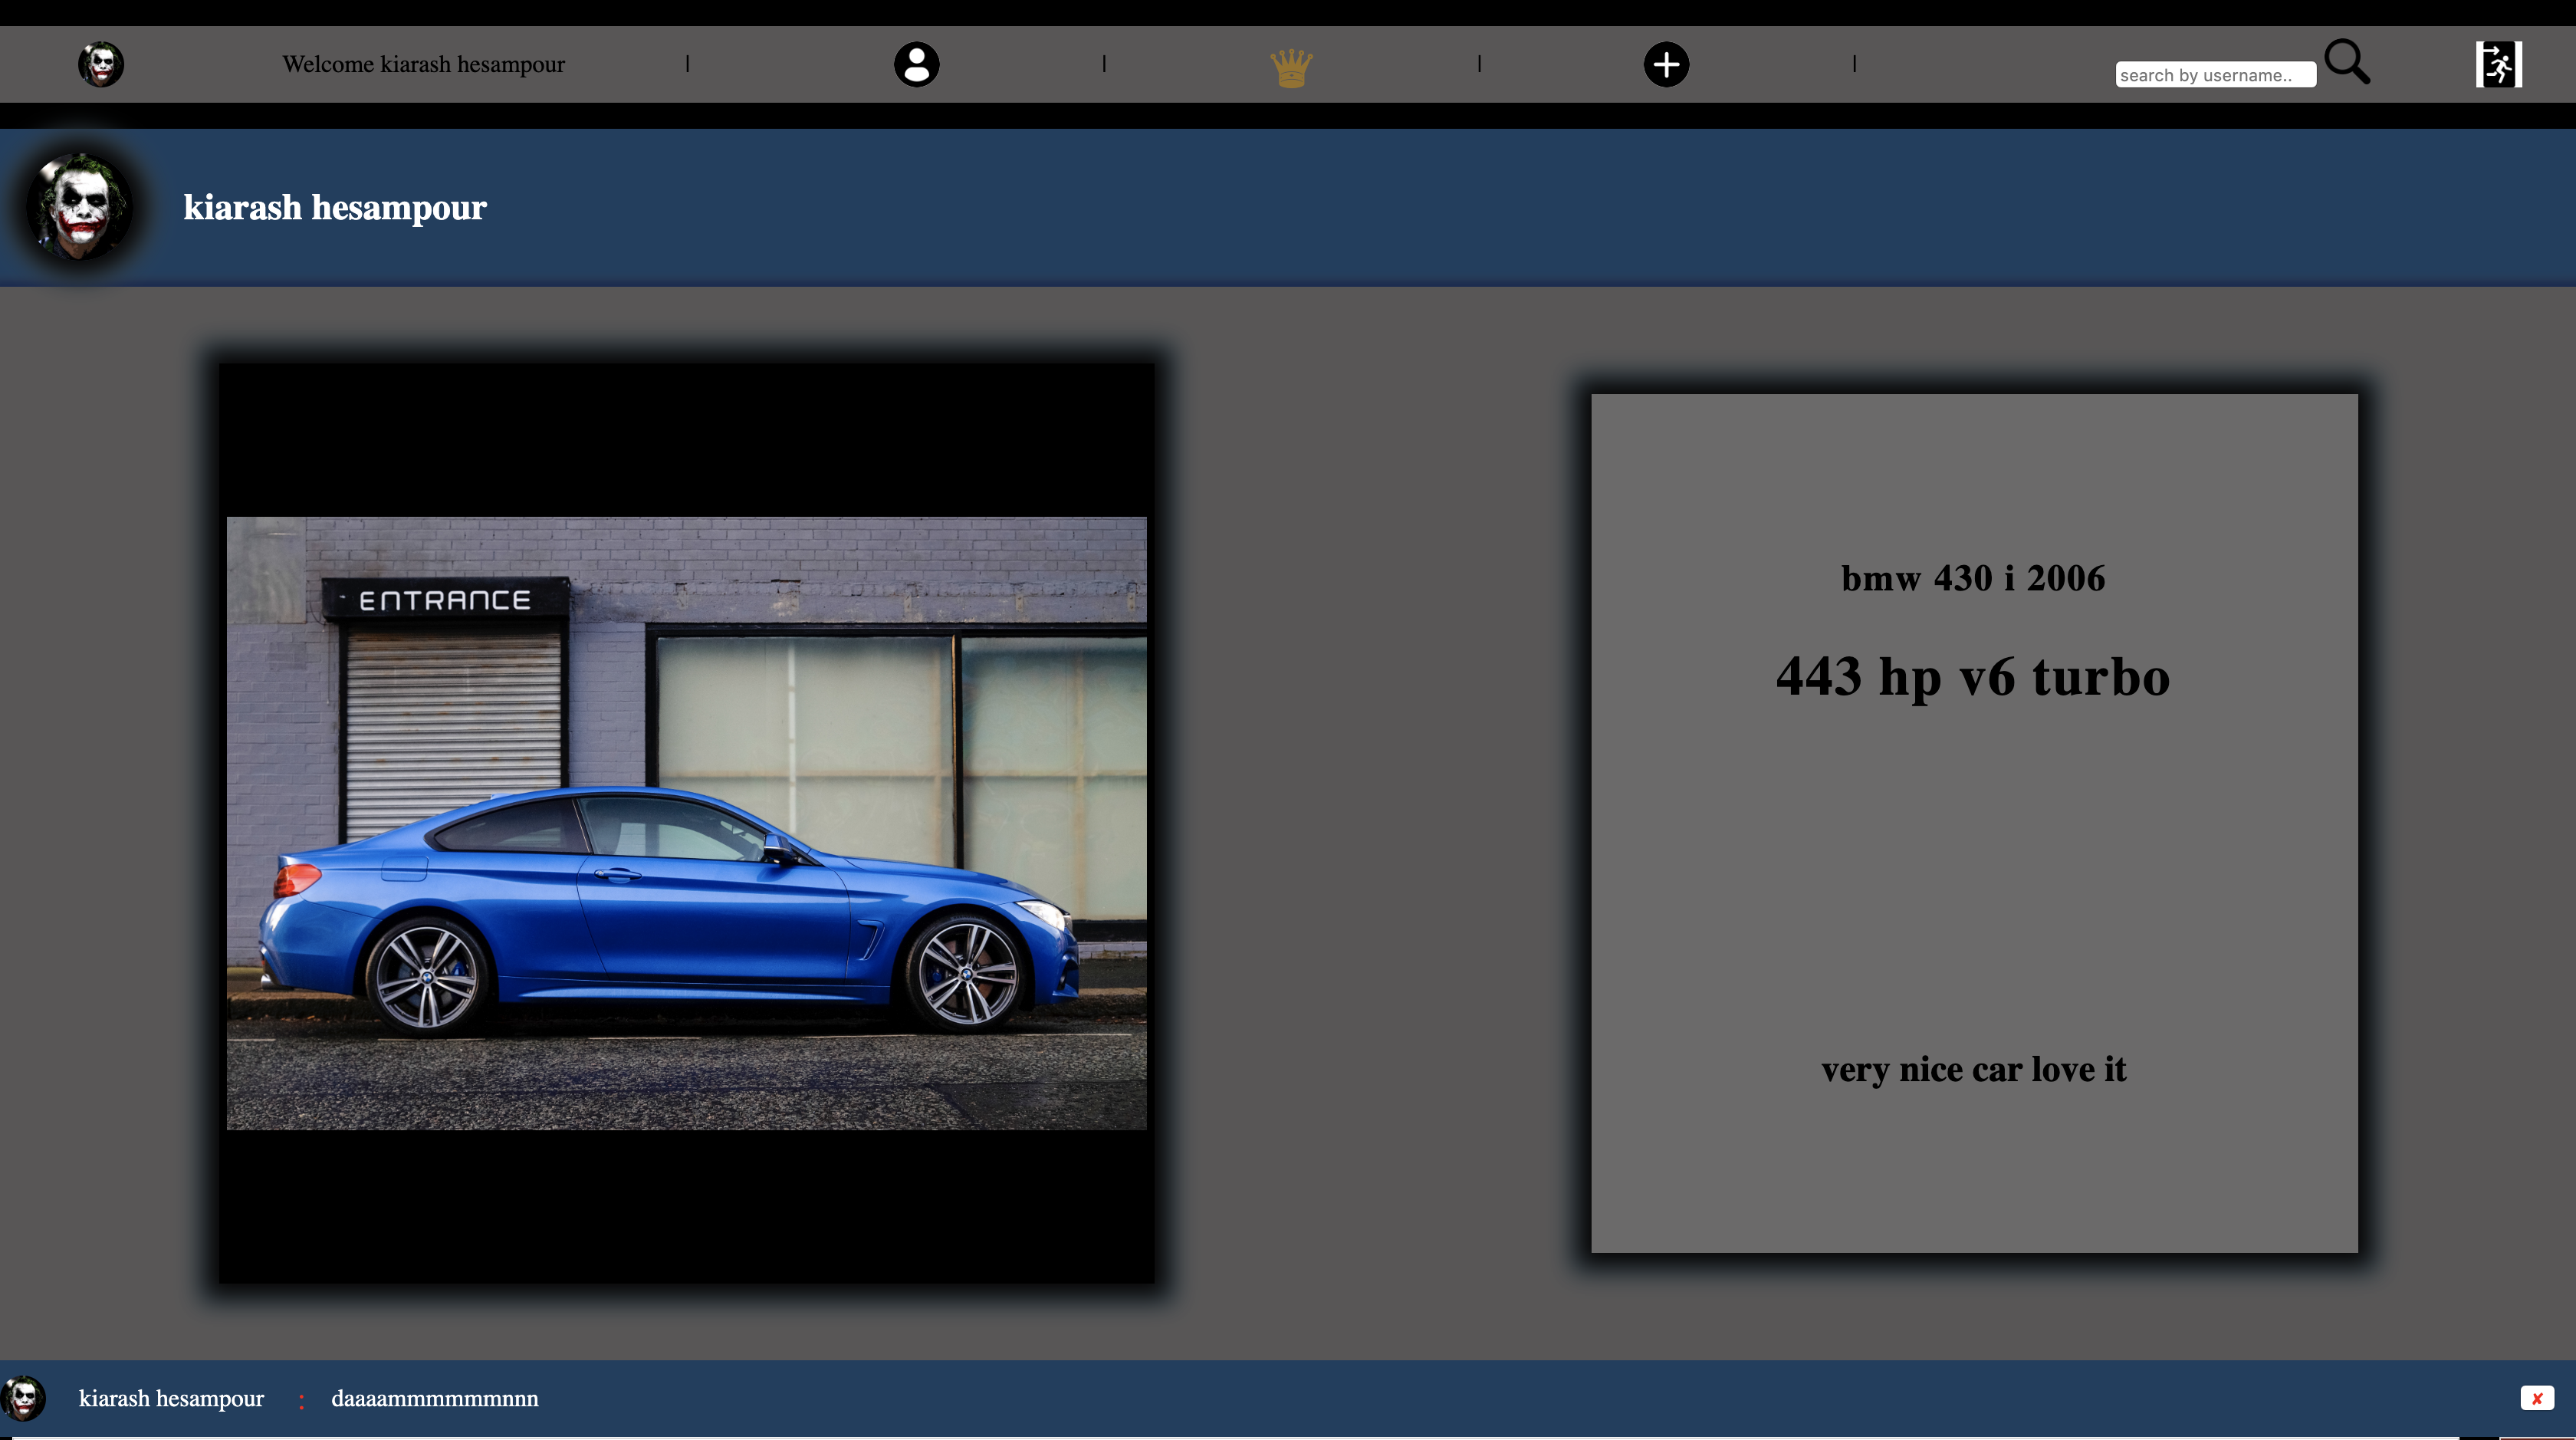 Welcome kiarash hesampour
search by username..
kiarash hesampour
ENTRANCE
bmw 430 i 2006
443 hp v6 turbo
very nice car love it
kiarash hesampour : daaaammmmmmnnn